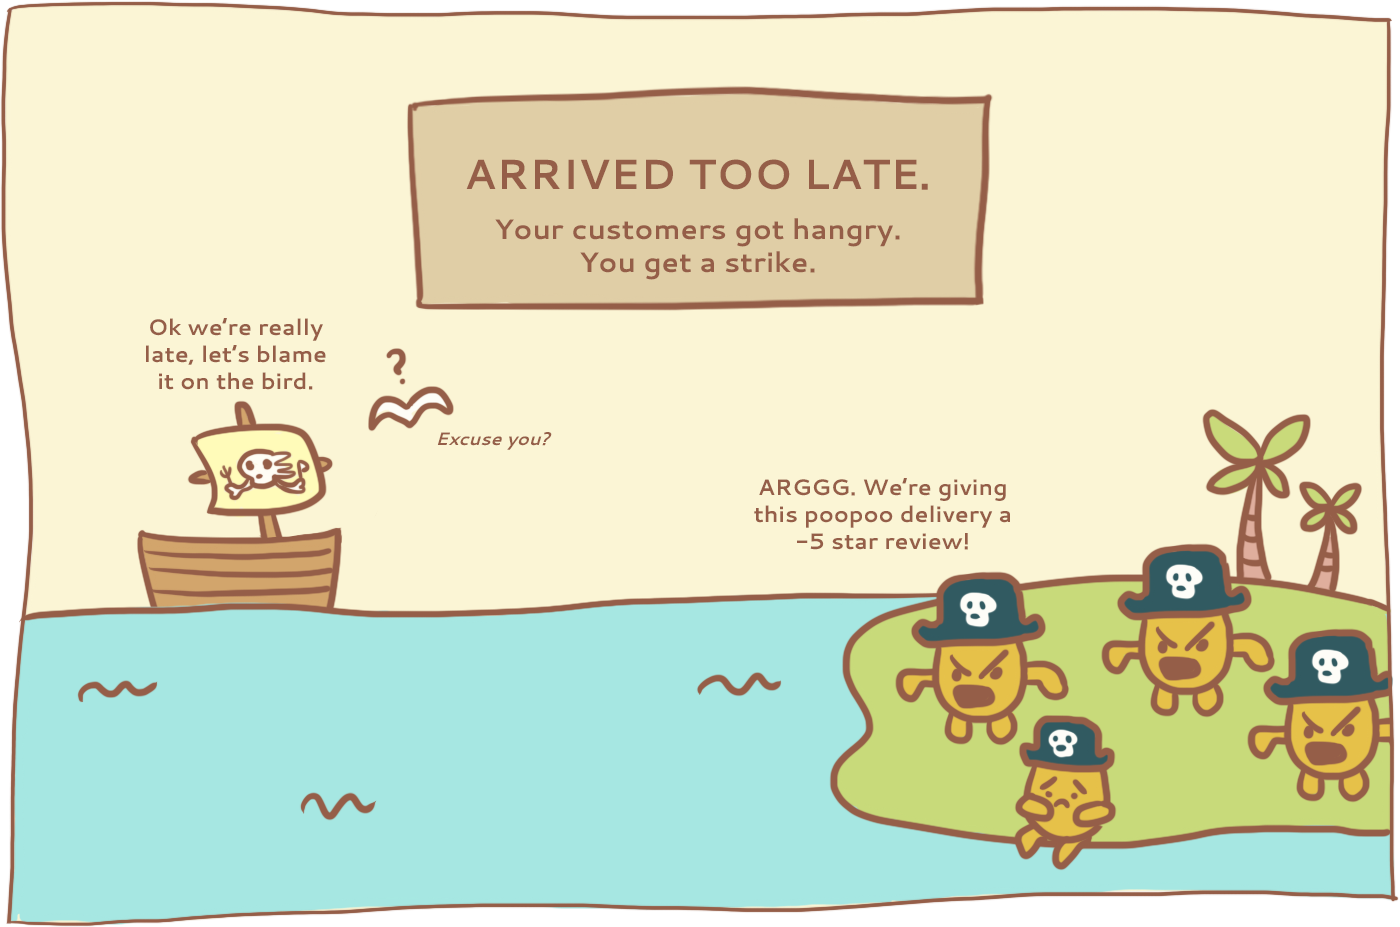 ARRIVED TOO LATE.
Your customers got hangry.
You get a strike.
Ok we're really
late, let's blame
it on the bird.
?
Excuse you?
ARGGG. We're giving
this poopoo delivery a
-5 star review!